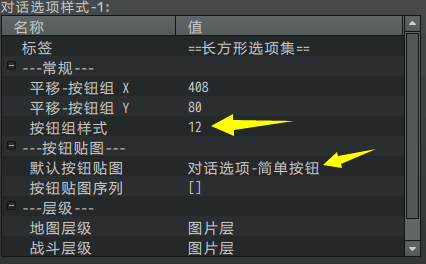 对话选项样式-1:
名称 值
标签 ==长方形选项集==
---常规---
平移-按钮组 X 408
平移-按钮组 Y 80
按钮组样式 12
---按钮贴图---
默认按钮贴图 对话选项-简单按钮
按钮贴图序列 []
---层级---
地图层级 图片层
战斗层级 图片层